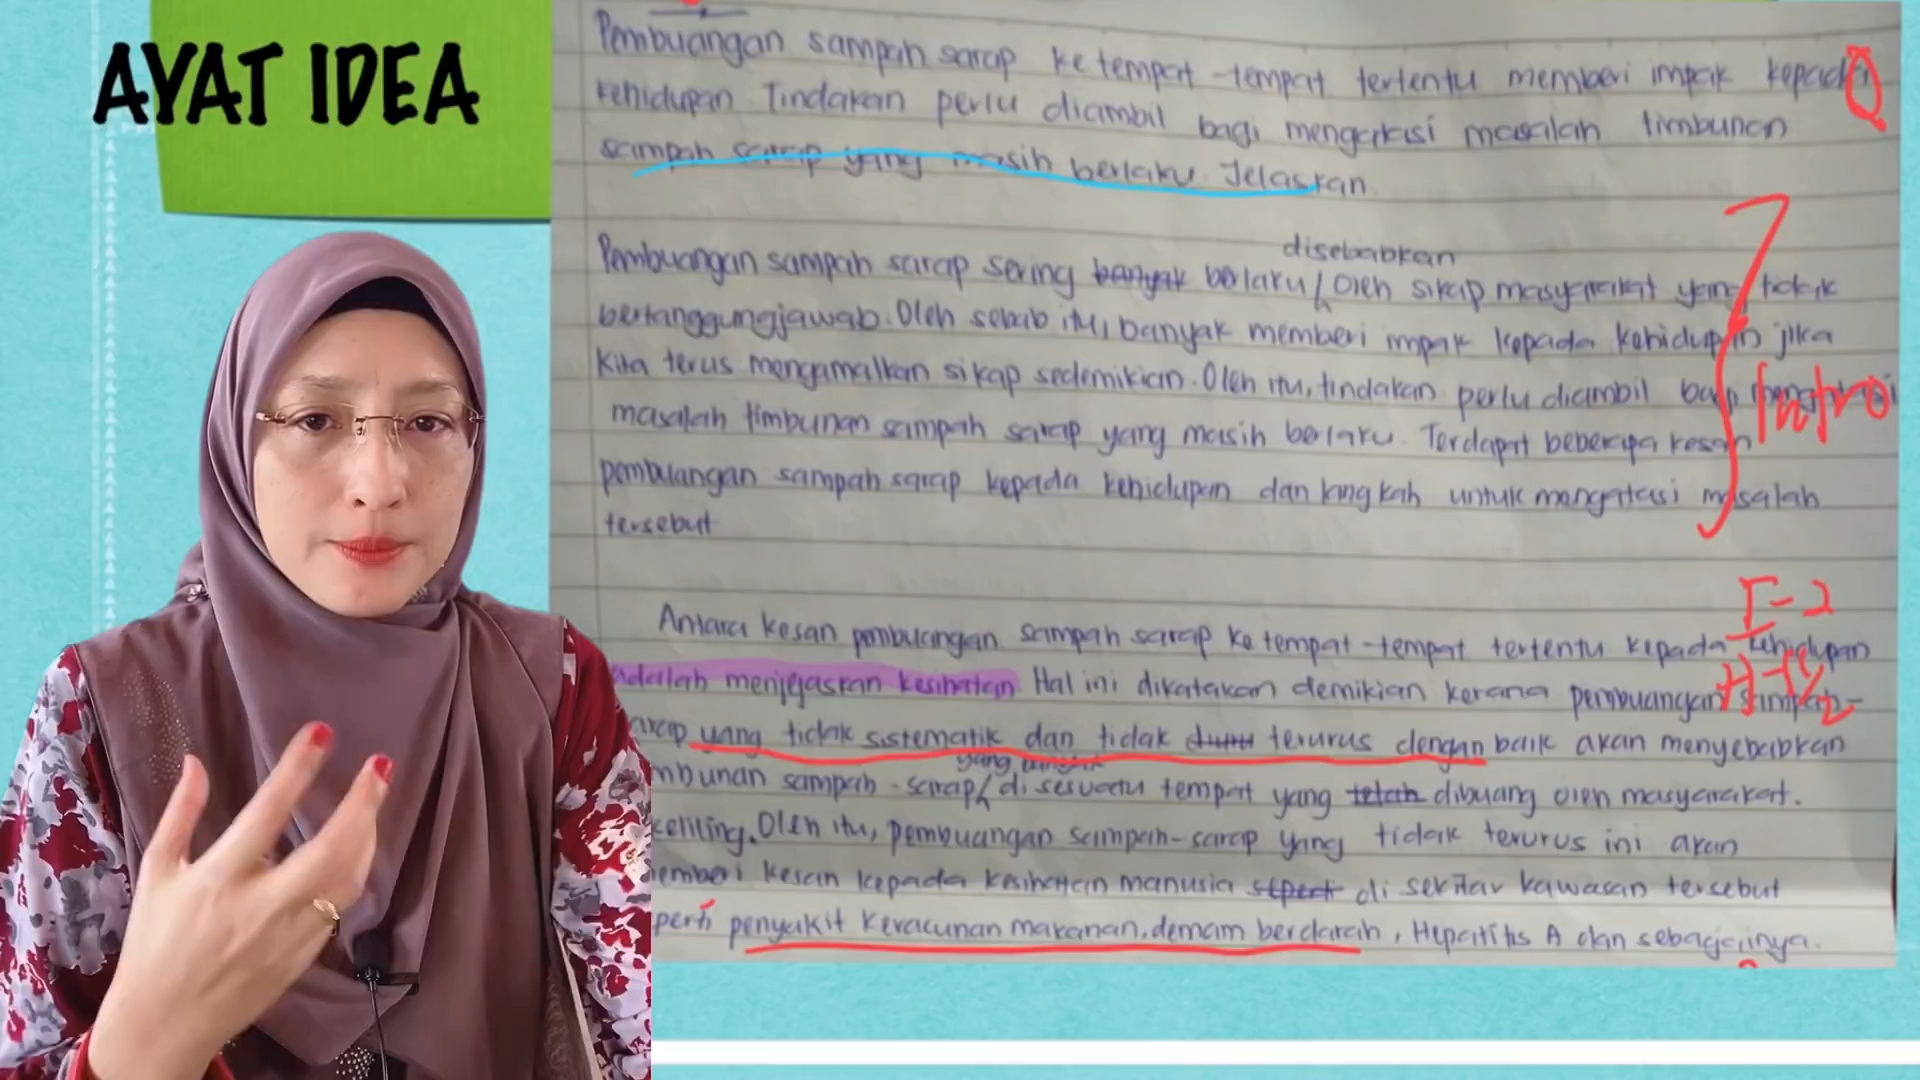 AYAT IDEA
Pembuangan sampah sarap ke tempat-tempat tertentu memberi impak kepada
kehidupan. Tindakan perlu diambil bagi mengatasi masalah timbunan
sampah sarap yang masih berlaku. Jelaskan.
Q
disebabkan
Pembuangan sampah sarap sering banyak berlaku oleh sikap masyarakat yang tidak
bertanggungjawab. Oleh sebab itu, banyak memberi impak kepada kehidupan jika
kita terus mengamalkan sikap sedemikian. Oleh itu, tindakan perlu diambil bagi
masalah timbunan sampah sarap yang masih berlaku. Terdapat beberapa kesan
pembuangan sampah sarap kepada kehidupan dan langkah untuk mengatasi masalah
tersebut
Intro
I-2
Antara kesan pembuangan sampah sarap ke tempat-tempat tertentu kepada kehidupan
adalah menjejaskan kesihatan. Hal ini dikatakan demikian kerana pembuangan sampah-
sarap yang tidak sistematik dan tidak terurus dengan baik akan menyebabkan
mbunan sampah-sarap di sesuatu tempat yang telah dibuang oleh masyarakat.
keliling. Oleh itu, pembuangan sampah-sarap yang tidak terurus ini akan
emberi kesan kepada kesihatan manusia seperti di sekitar kawasan tersebut
perti penyakit keracunan makanan, demam berdarah, Hepatitis A dan sebagainya.